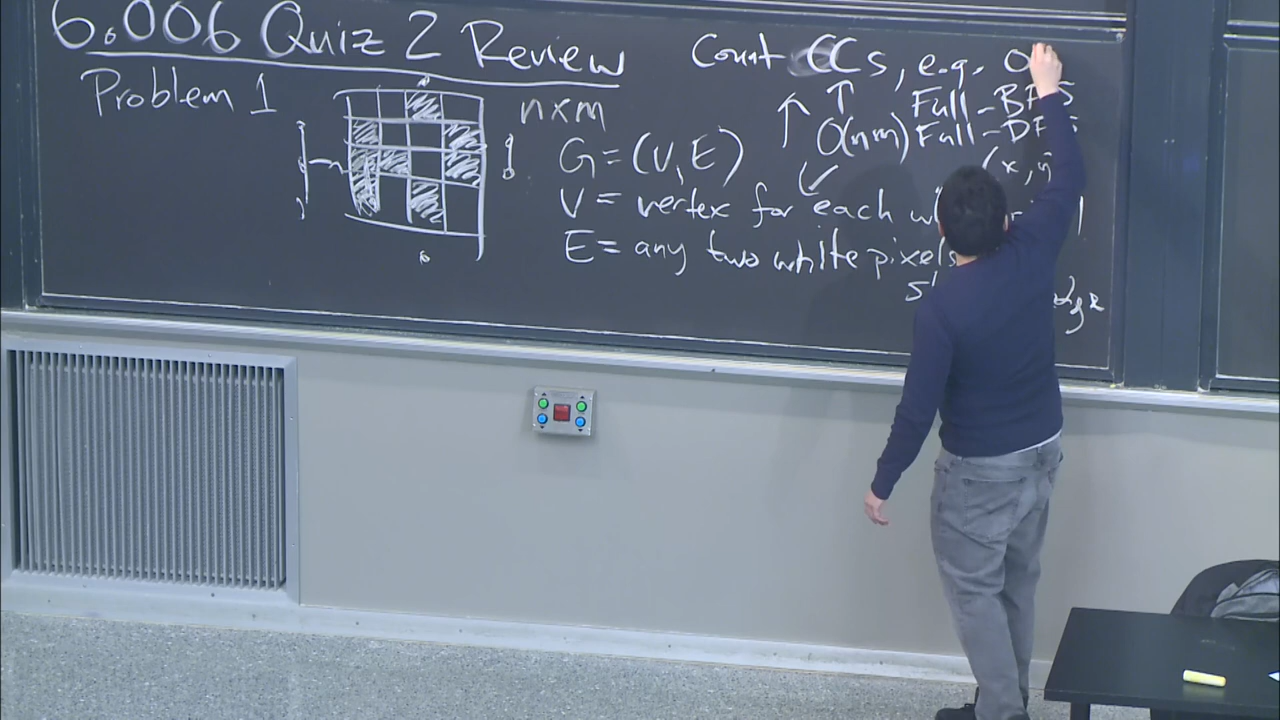 6.006 Quiz 2 Review
Problem 1
n×m
G=(V,E)
V = vertex for each
E = any two white pixels
Count CCs, e.g. O
Full-BFS
O(nm) Full-DFS
(x,